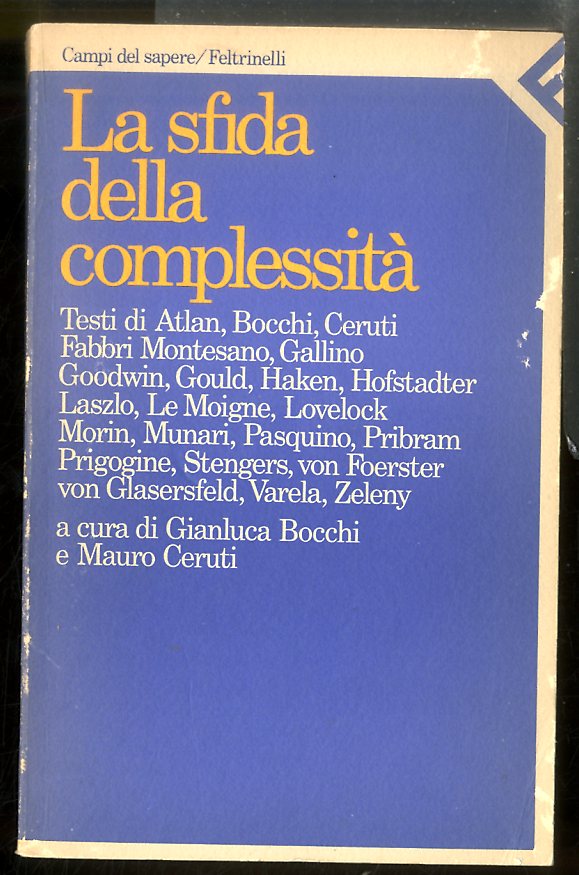 Campi del sapere/Feltrinelli
La sfida
della
complessità
Testi di Atlan, Bocchi, Ceruti
Fabbri Montesano, Gallino
Goodwin, Gould, Haken, Hofstadter
Laszlo, Le Moigne, Lovelock
Morin, Munari, Pasquino, Pribram
Prigogine, Stengers, von Foerster
von Glasersfeld, Varela, Zeleny
a cura di Gianluca Bocchi
e Mauro Ceruti